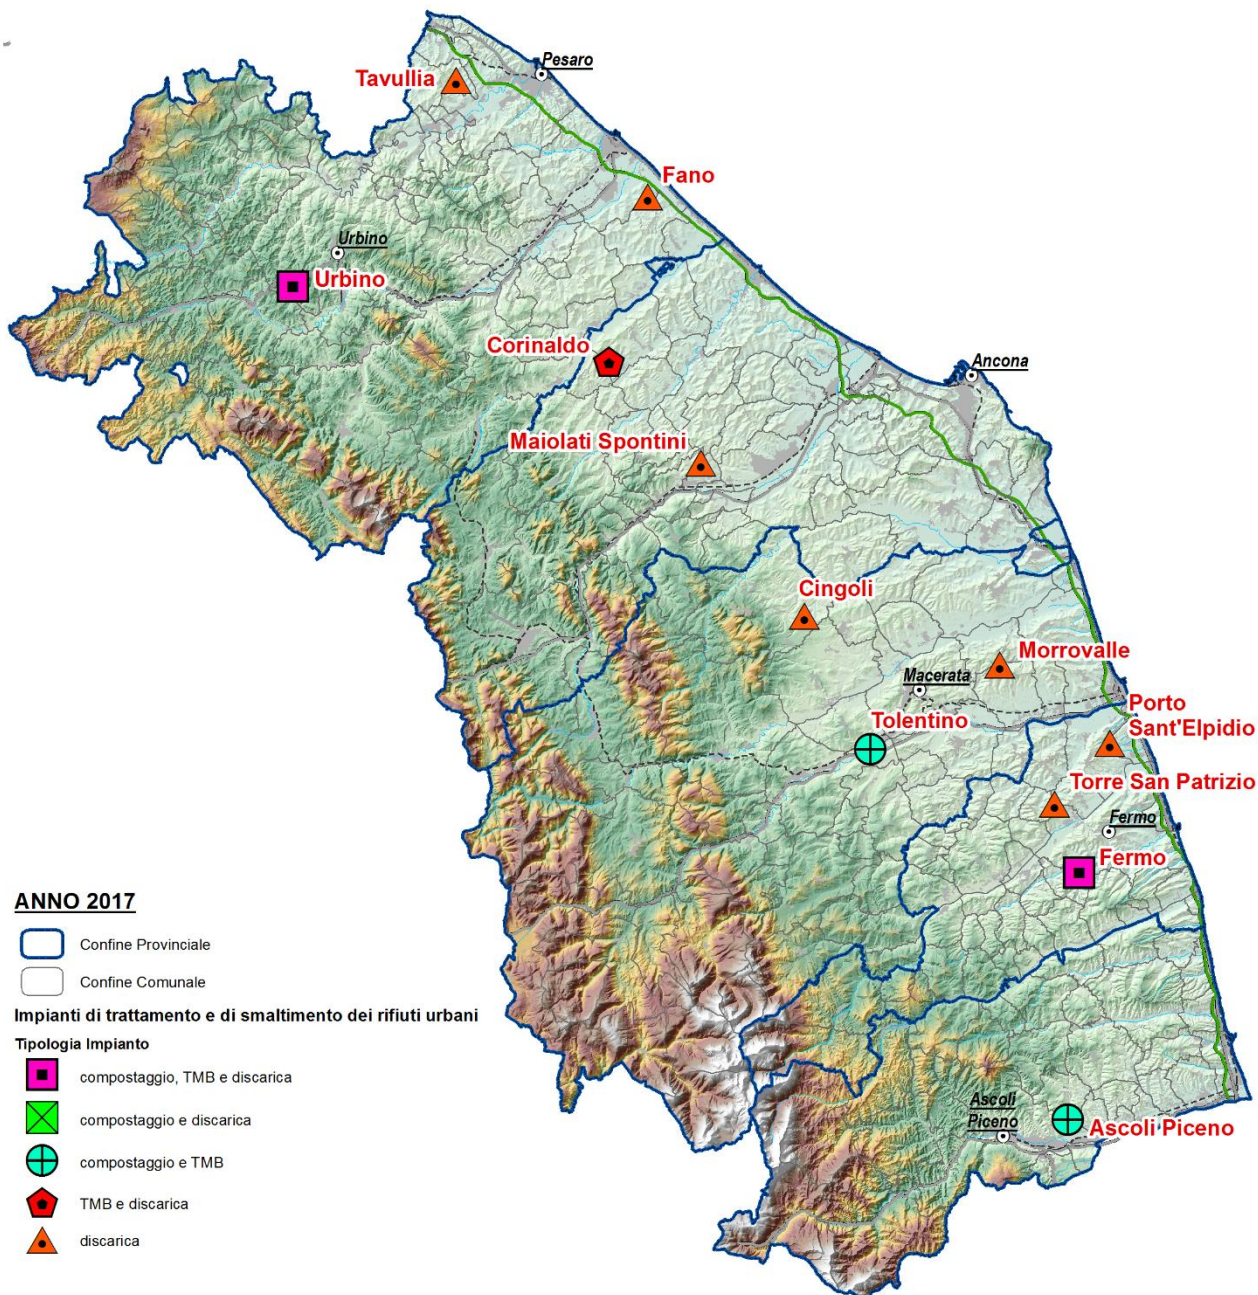 Pesaro
Tavullia
Fano
Urbino
Urbino
Corinaldo
Ancona
Maiolati Spontini
Cingoli
Morrovalle
Macerata
Tolentino
Porto
Sant'Elpidio
Torre San Patrizio
Fermo
Fermo
Ascoli
Piceno
Ascoli Piceno
ANNO 2017
Confine Provinciale
Confine Comunale
Impianti di trattamento e di smaltimento dei rifiuti urbani
Tipologia Impianto
compostaggio, TMB e discarica
compostaggio e discarica
compostaggio e TMB
TMB e discarica
discarica